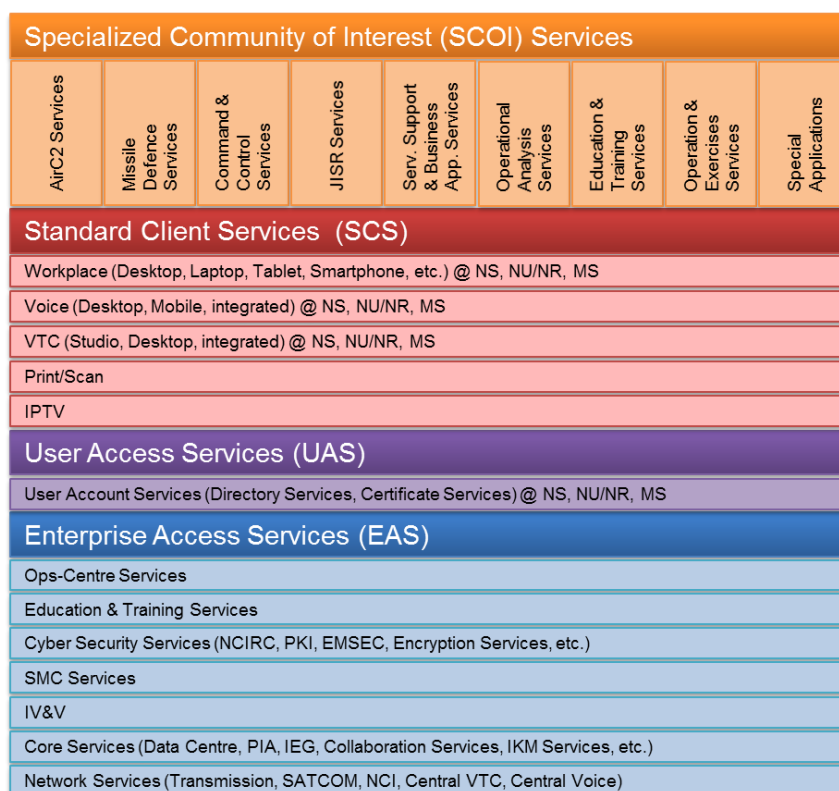 Specialized Community of Interest (SCOI) Services
AirC2 Services
Missile
Defence
Services
Command &
Control
Services
JISR Services
Serv. Support
& Business
App. Services
Operational
Analysis
Services
Education &
Training
Services
Operation &
Exercises
Services
Special
Applications
Standard Client Services (SCS)
Workplace (Desktop, Laptop, Tablet, Smartphone, etc.) @ NS, NU/NR, MS
Voice (Desktop, Mobile, integrated) @ NS, NU/NR, MS
VTC (Studio, Desktop, integrated) @ NS, NU/NR, MS
Print/Scan
IPTV
User Access Services (UAS)
User Account Services (Directory Services, Certificate Services) @ NS, NU/NR, MS
Enterprise Access Services (EAS)
Ops-Centre Services
Education & Training Services
Cyber Security Services (NCIRC, PKI, EMSEC, Encryption Services, etc.)
SMC Services
IV&V
Core Services (Data Centre, PIA, IEG, Collaboration Services, IKM Services, etc.)
Network Services (Transmission, SATCOM, NCI, Central VTC, Central Voice)